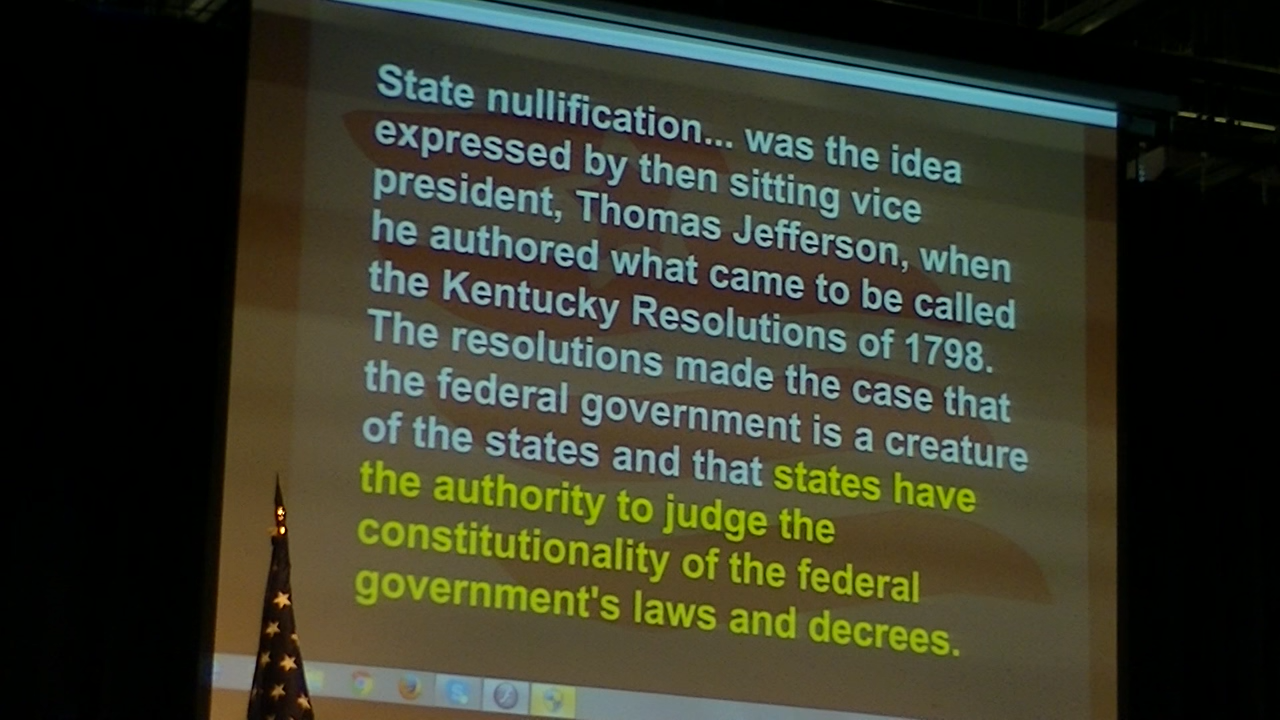 State nullification... was the idea
expressed by then sitting vice
president, Thomas Jefferson, when
he authored what came to be called
the Kentucky Resolutions of 1798.
The resolutions made the case that
the federal government is a creature
of the states and that states have
the authority to judge the
constitutionality of the federal
government's laws and decrees.